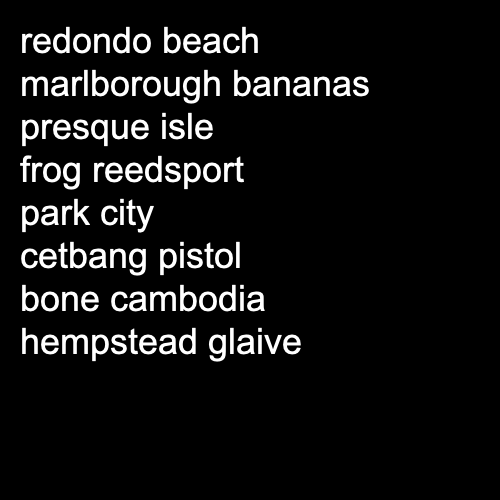 redondo beach
marlborough bananas
presque isle
frog reedsport
park city
cetbang pistol
bone cambodia
hempstead glaive